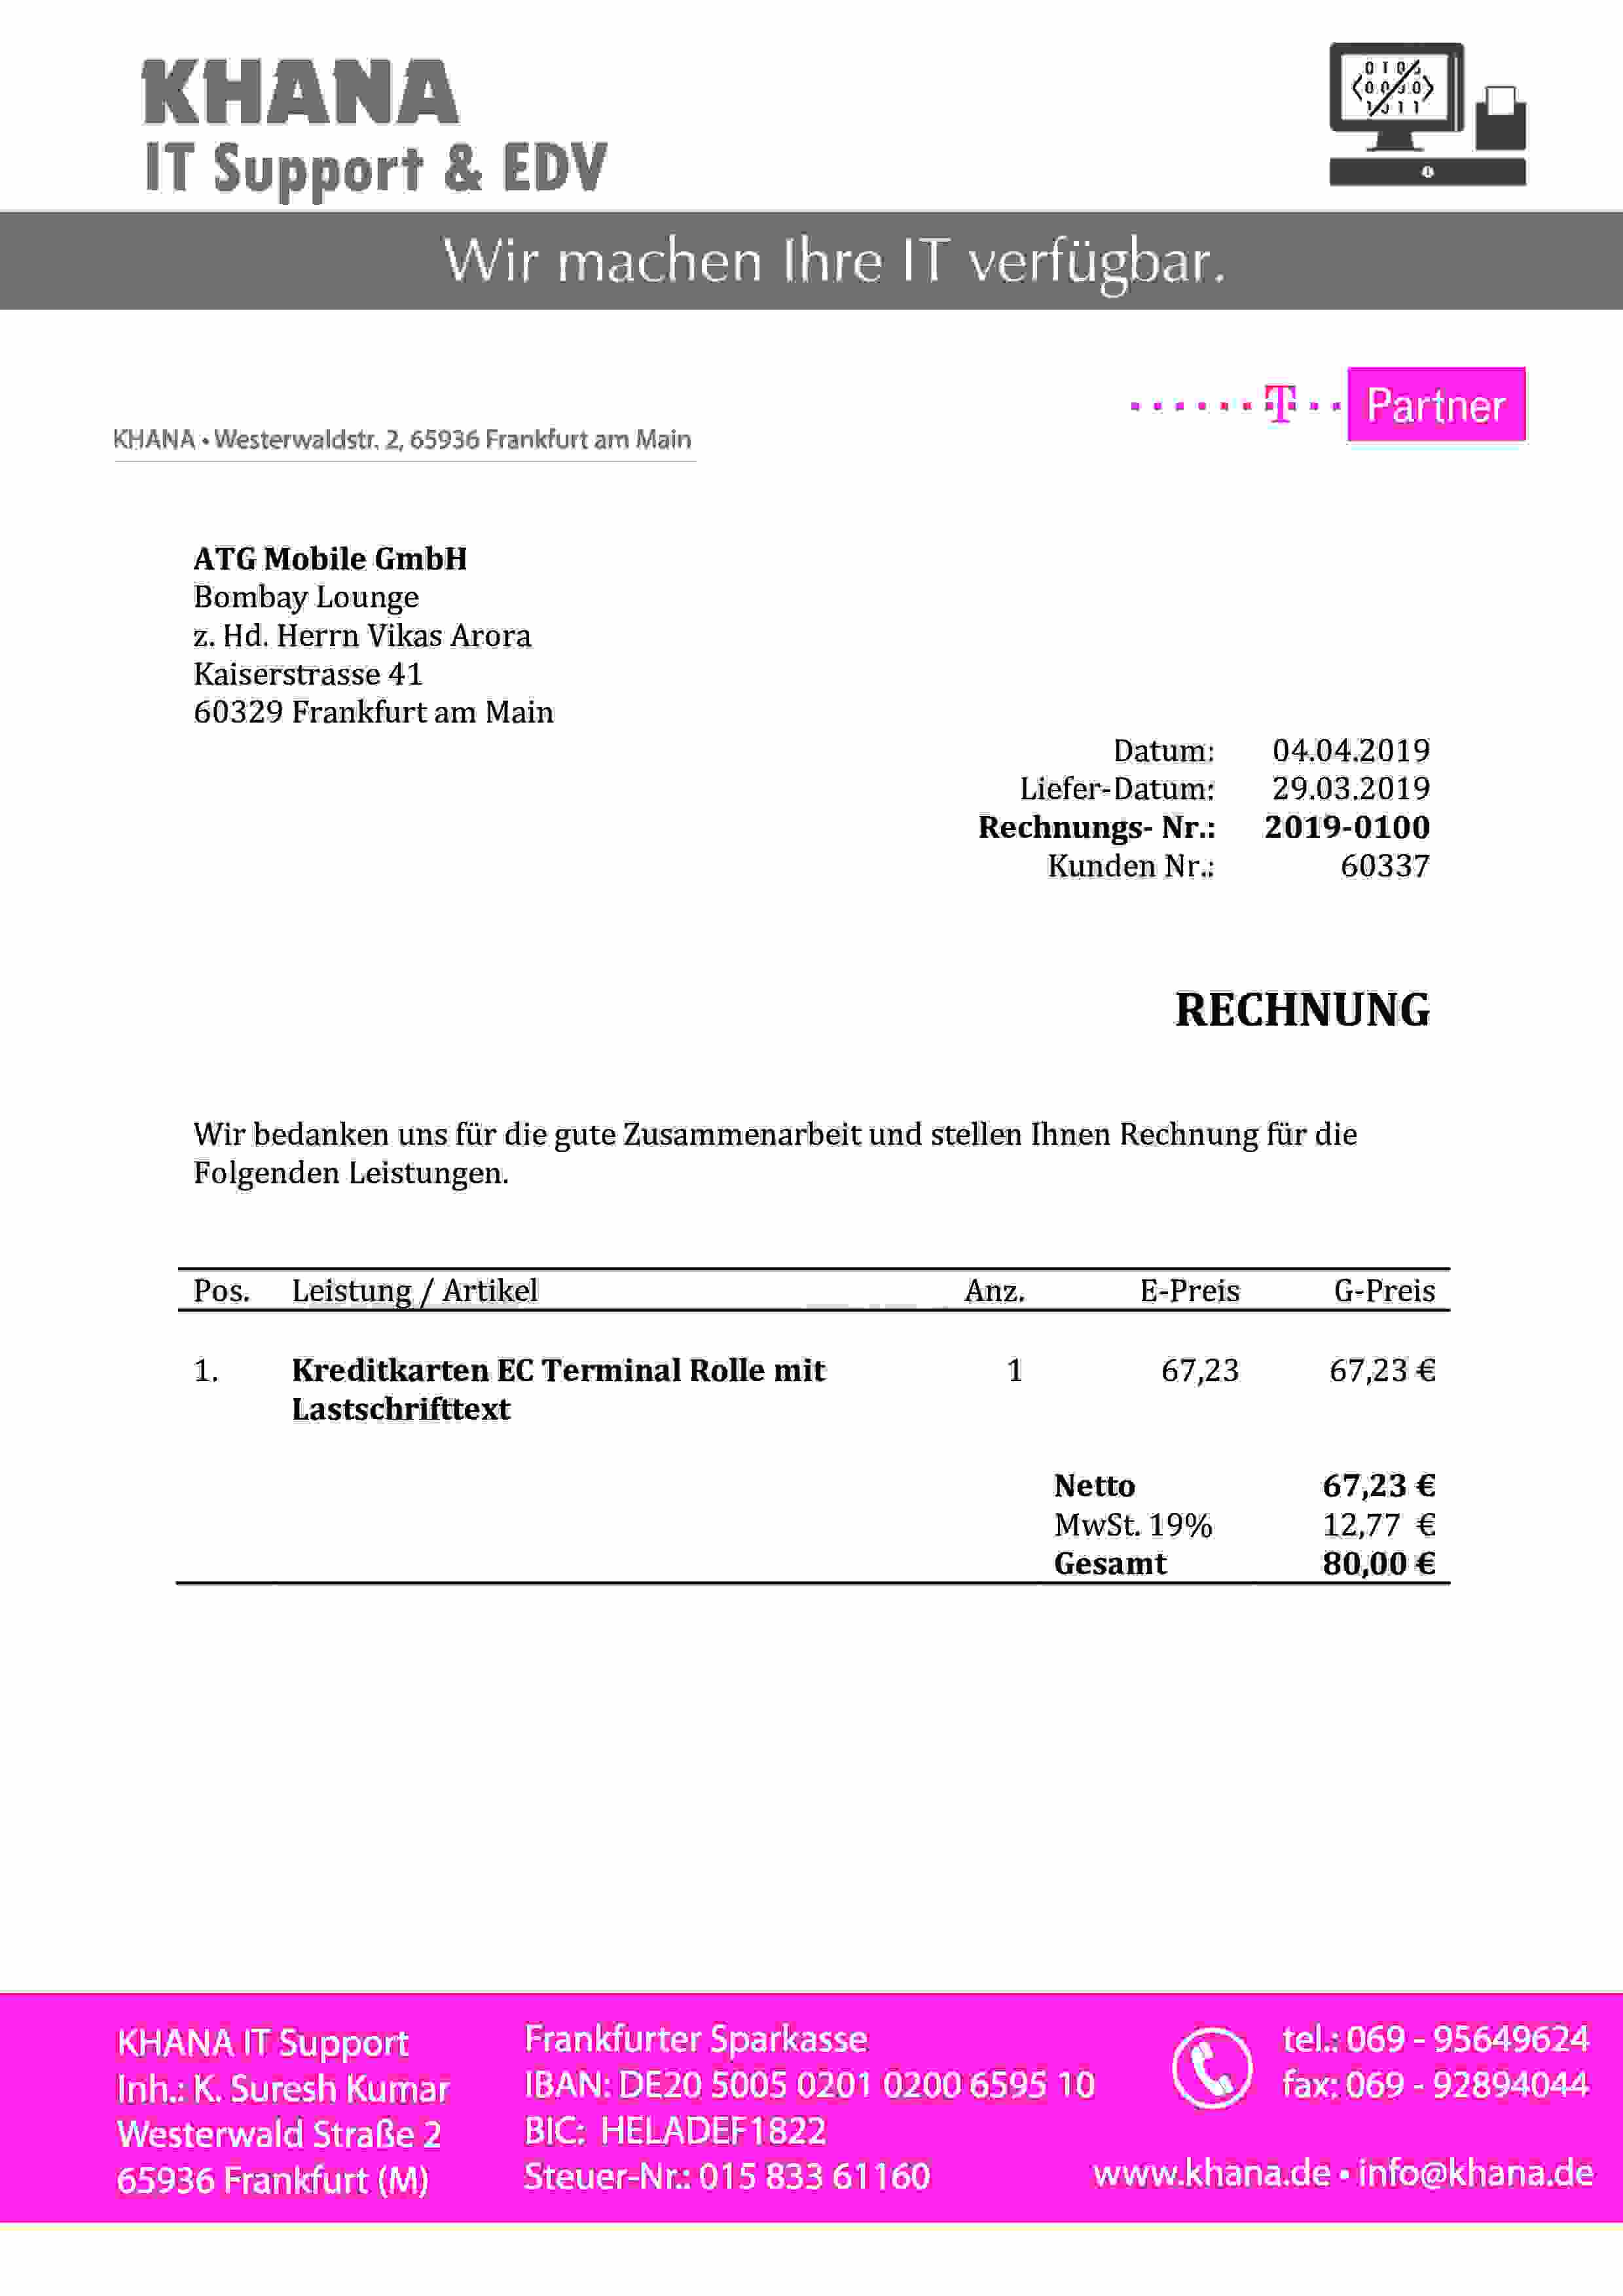 KHANA
IT Support & EDV
Wir machen Ihre IT verfügbar.
T Partner
KHANA • Westerwaldstr. 2, 65936 Frankfurt am Main
ATG Mobile GmbH
Bombay Lounge
z. Hd. Herrn Vikas Arora
Kaiserstrasse 41
60329 Frankfurt am Main
Datum: 04.04.2019
Liefer-Datum: 29.03.2019
Rechnungs- Nr.: 2019-0100
Kunden Nr.: 60337
RECHNUNG
Wir bedanken uns für die gute Zusammenarbeit und stellen Ihnen Rechnung für die
Folgenden Leistungen.
Pos. Leistung / Artikel Anz. E-Preis G-Preis
1. Kreditkarten EC Terminal Rolle mit 1 67,23 67,23 €
Lastschrifttext
Netto 67,23 €
MwSt. 19% 12,77 €
Gesamt 80,00 €
KHANA IT Support
Inh.: K. Suresh Kumar
Westerwald Straße 2
65936 Frankfurt (M)
Frankfurter Sparkasse
IBAN: DE20 5005 0201 0200 6595 10
BIC: HELADEF1822
Steuer-Nr.: 015 833 61160
tel.: 069 - 95649624
fax: 069 - 92894044
www.khana.de • info@khana.de